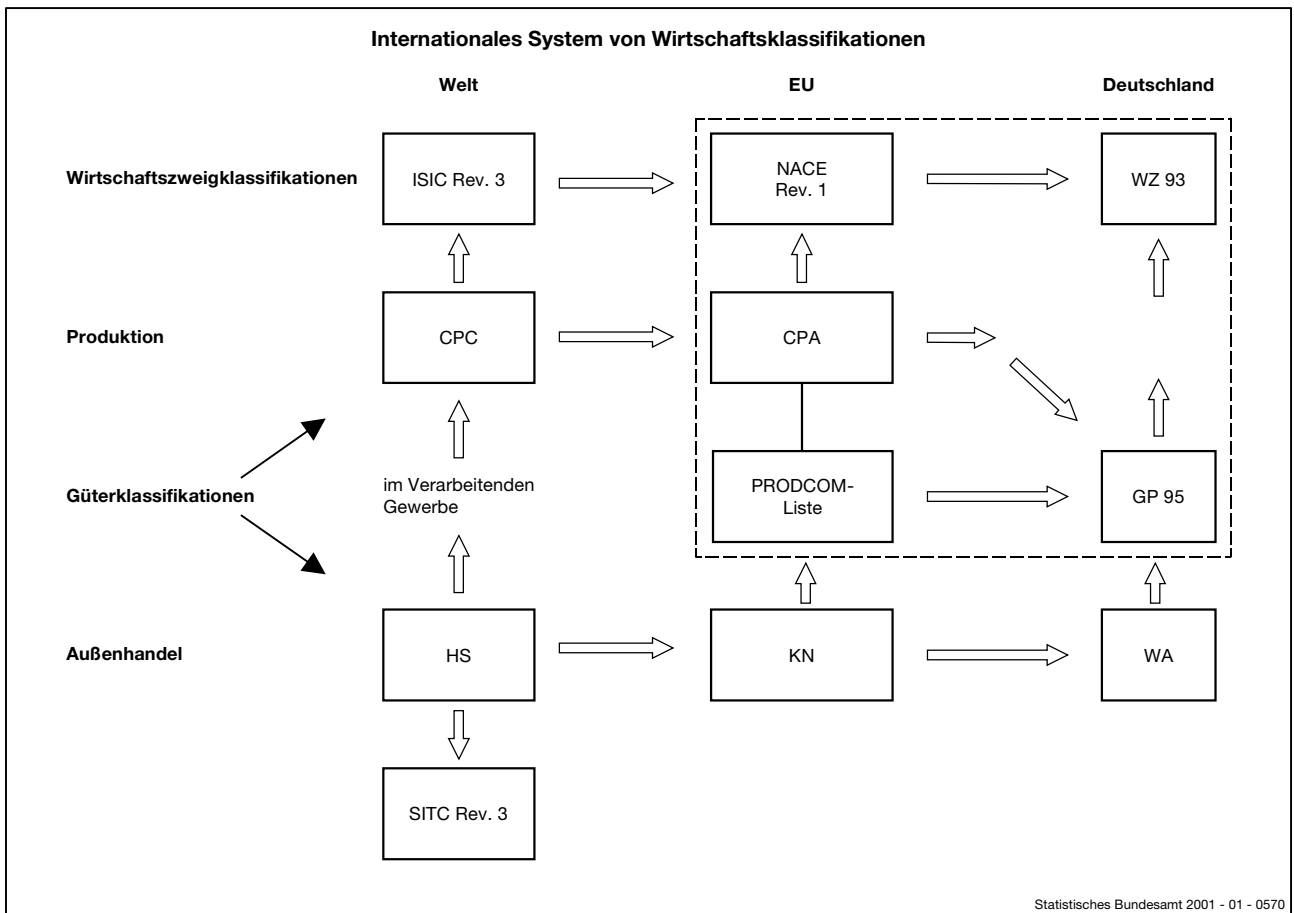 Internationales System von Wirtschaftsklassifikationen
Welt
EU
Deutschland
Wirtschaftszweigklassifikationen
ISIC Rev. 3
NACE
Rev. 1
WZ 93
Produktion
CPC
CPA
Güterklassifikationen
im Verarbeitenden
Gewerbe
PRODCOM-
Liste
GP 95
Außenhandel
HS
KN
WA
SITC Rev. 3
Statistisches Bundesamt 2001 - 01 - 0570